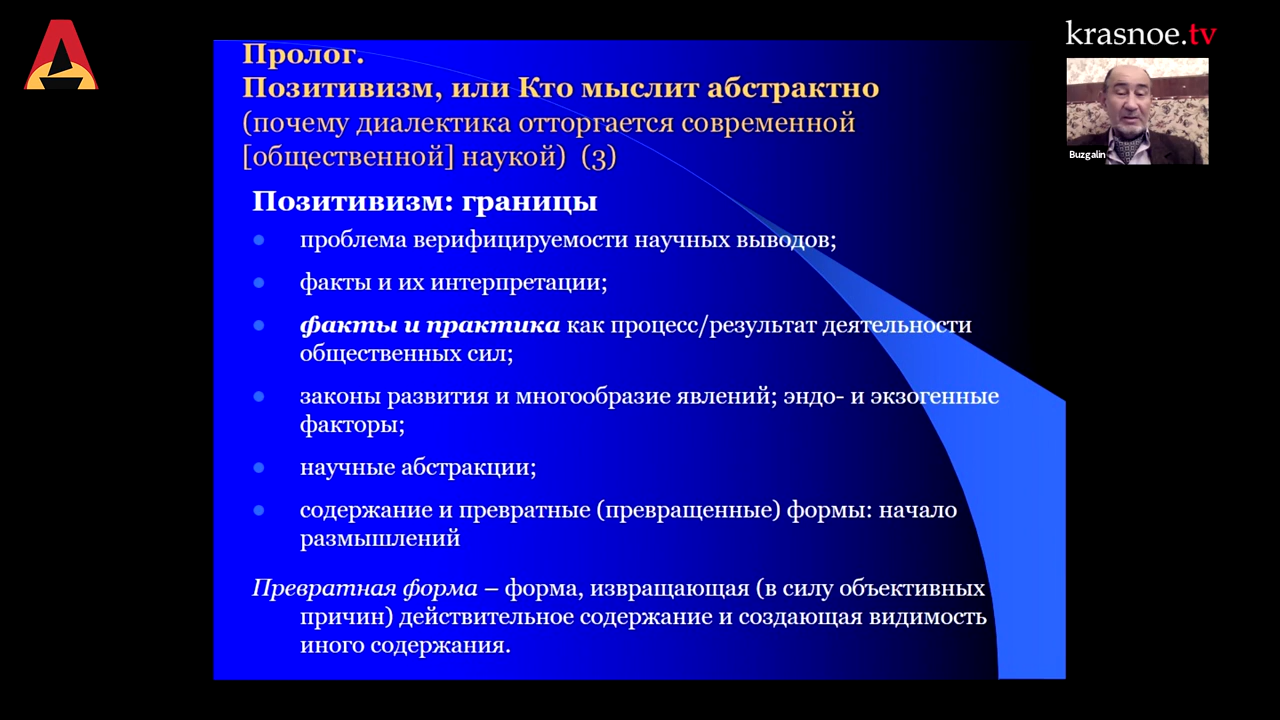 krasnoe.tv
Buzgalin
Пролог.
Позитивизм, или Кто мыслит абстрактно
(почему диалектика отторгается современной
[общественной] наукой) (3)
Позитивизм: границы
проблема верифицируемости научных выводов;
факты и их интерпретации;
факты и практика как процесс/результат деятельности
общественных сил;
законы развития и многообразие явлений; эндо- и экзогенные
факторы;
научные абстракции;
содержание и превратные (превращенные) формы: начало
размышлений
Превратная форма – форма, извращающая (в силу объективных
причин) действительное содержание и создающая видимость
иного содержания.